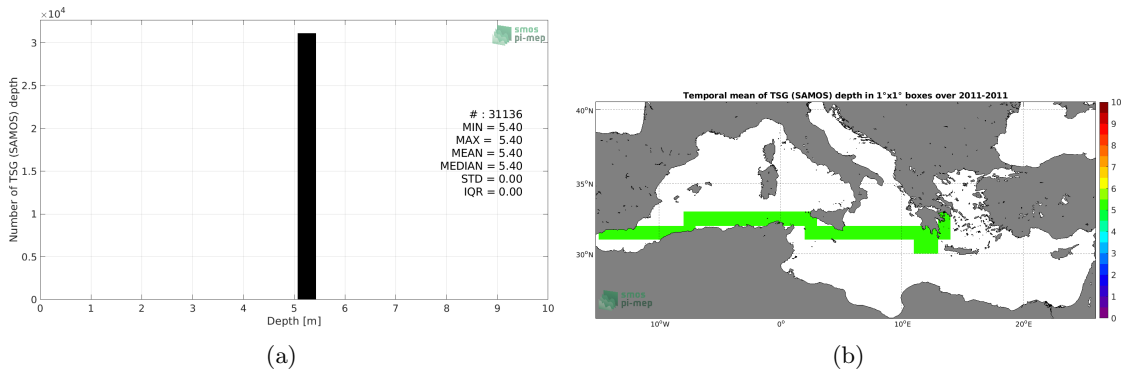 ×10⁴
3
2.5
2
1.5
1
0.5
0
Number of TSG (SAMOS) depth
smos
pi-mep
# : 31136
MIN = 5.40
MAX = 5.40
MEAN = 5.40
MEDIAN = 5.40
STD = 0.00
IQR = 0.00
0 1 2 3 4 5 6 7 8 9 10
Depth [m]
(a)
Temporal mean of TSG (SAMOS) depth in 1°x1° boxes over 2011-2011
40°N
35°N
30°N
10°W 0° 10°E 20°E
smos
pi-mep
10
9
8
7
6
5
4
3
2
1
0
(b)